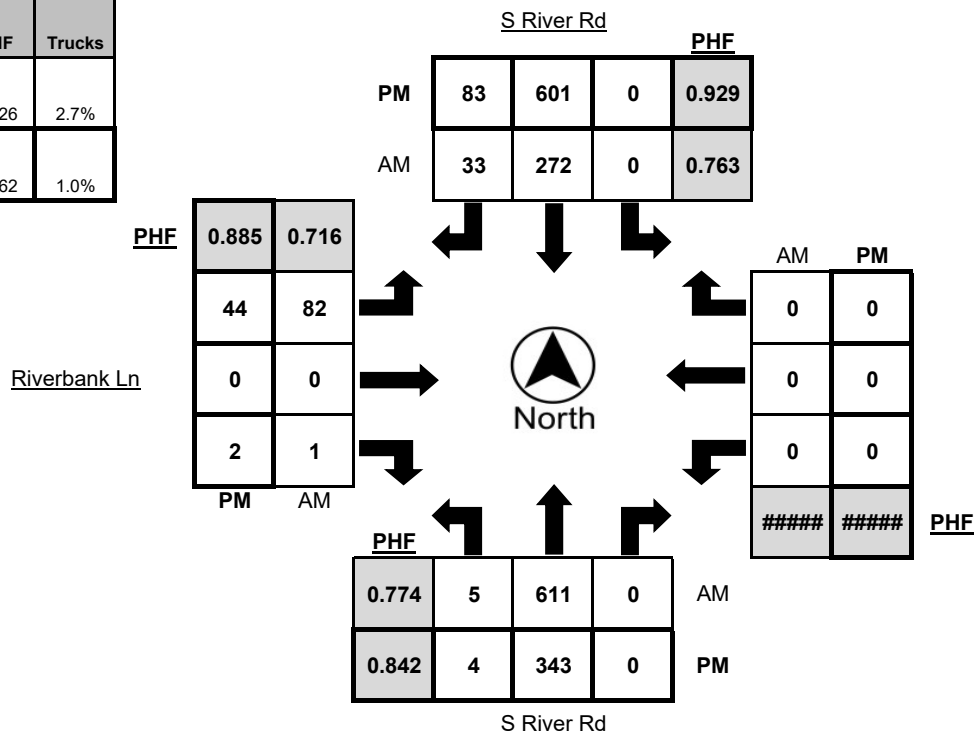 S River Rd
PHF
Trucks
PM 83 601 0 0.929
26 2.7%
AM 33 272 0 0.763
62 1.0%
PHF 0.885 0.716
AM PM
44 82
0 0
Riverbank Ln
0 0
0 0
North
2 1
0 0
PM AM
##### ##### PHF
PHF
0.774 5 611 0 AM
0.842 4 343 0 PM
S River Rd